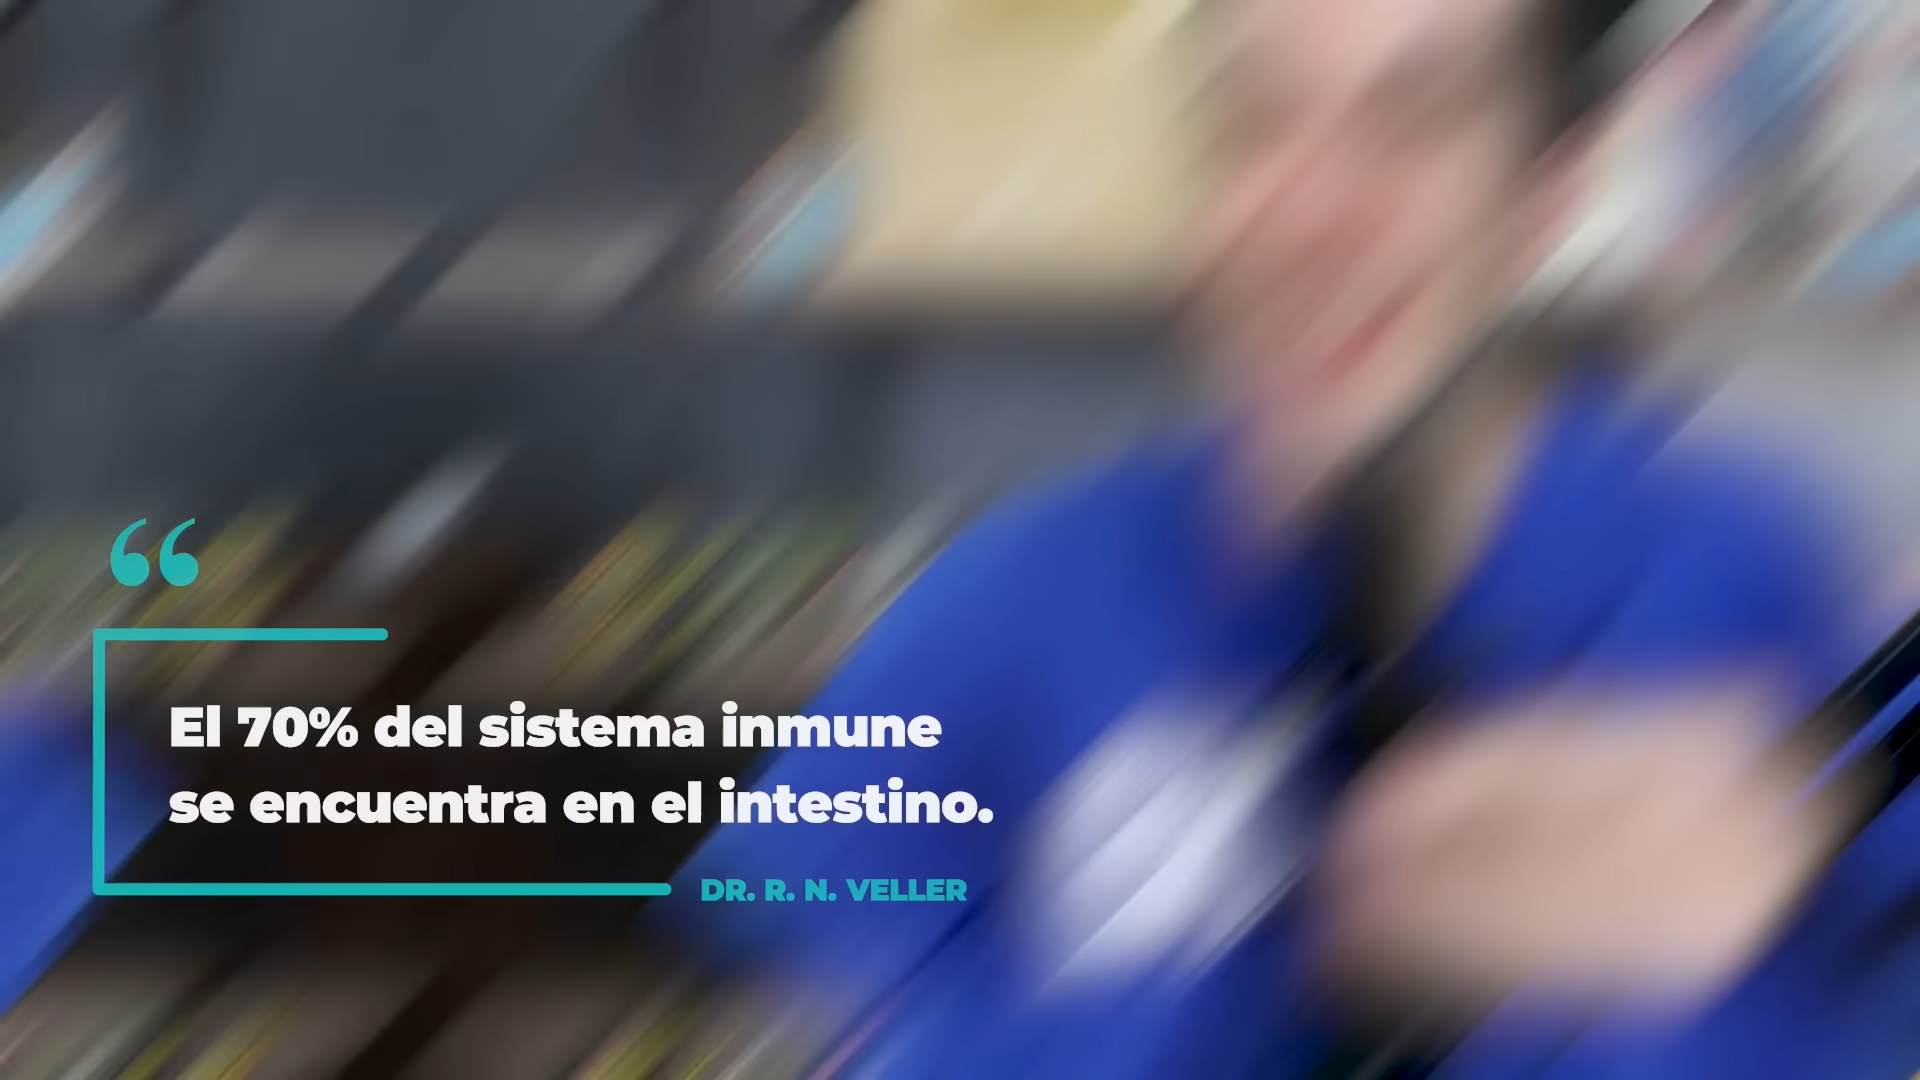 “
El 70% del sistema inmune
se encuentra en el intestino.
DR. R. N. VELLER